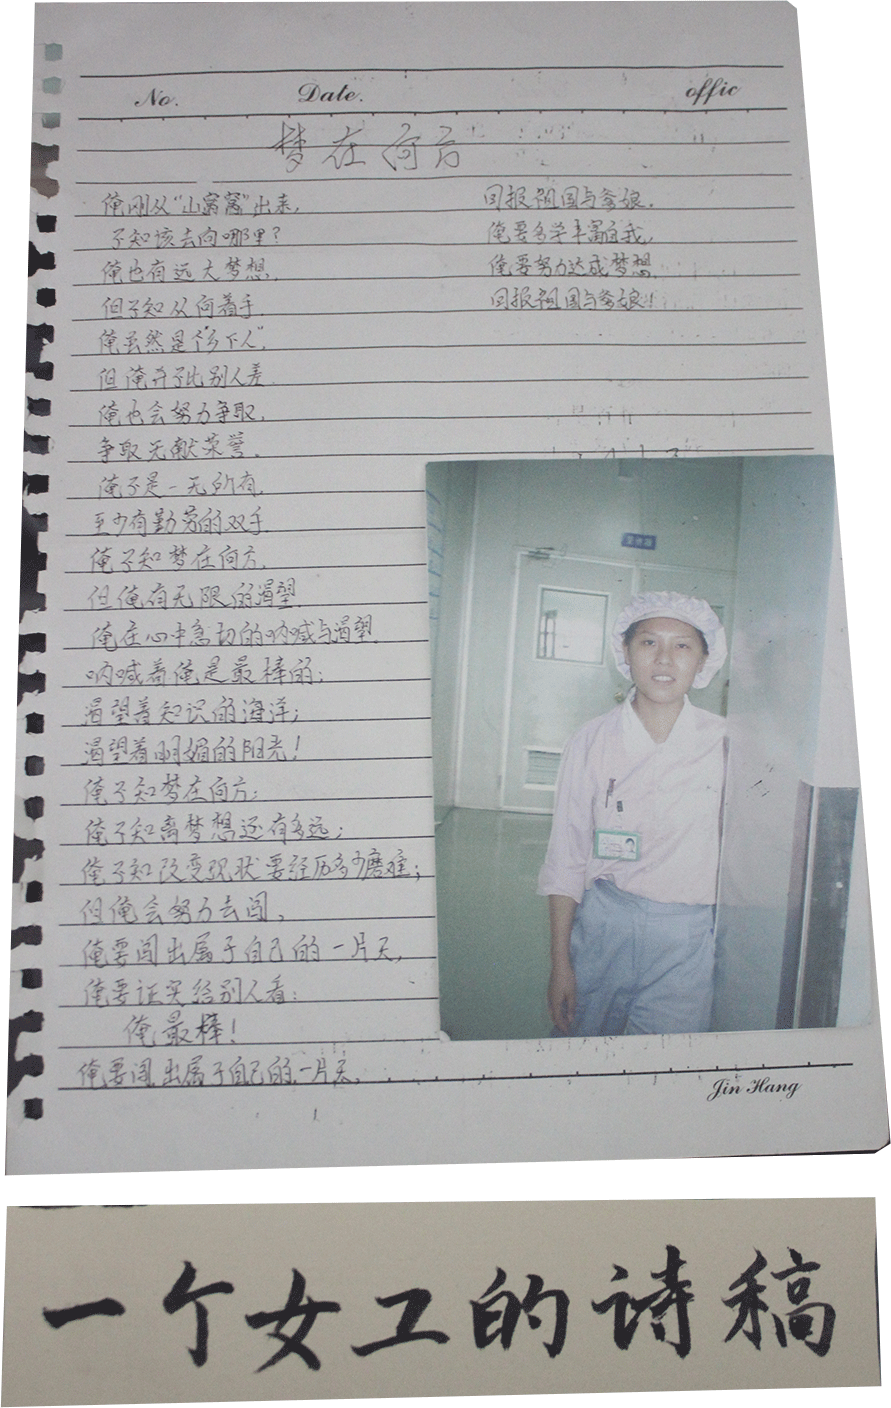 No.
Date.
offic
梦在何方
俺刚从“山窝窝”出来，
不知该去向哪里？
俺也有远大梦想，
但不知从何着手，
俺虽然是个“乡下人”，
但俺并不比别人差，
俺也会努力争取，
争取无献荣誉，
俺不是一无所有，
至少有勤劳的双手，
俺不知梦在何方，
但俺有无限的渴望，
俺在心中急切的呐喊与渴望，
呐喊着俺是最棒的；
渴望着知识的海洋；
渴望着明媚的阳光！
俺不知梦在何方；
俺不知离梦想还有多远；
俺不知改变现状要经历多少磨难；
但俺会努力去闯，
俺要闯出属于自己的一片天，
俺要证实给别人看：
俺最棒！
俺要闯出属于自己的一片天，
回报祖国与爹娘，
俺要多学丰富自我，
俺要努力达成梦想，
回报祖国与爹娘！
Jin Hang
一个女工的诗稿